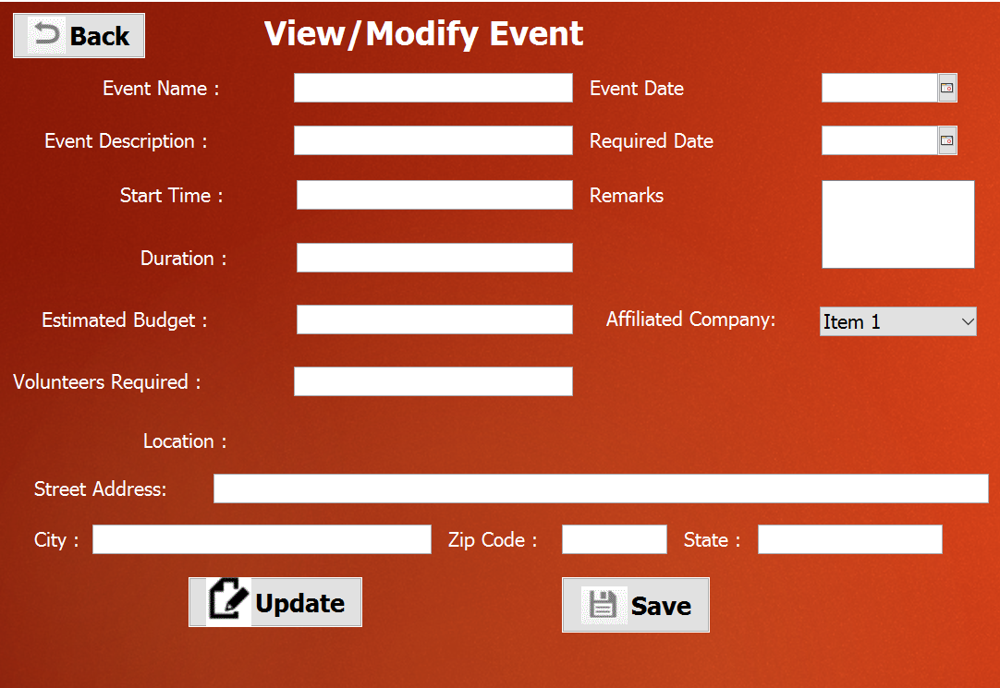 Back
View/Modify Event
Event Name :
Event Date
Event Description :
Required Date
Start Time :
Remarks
Duration :
Estimated Budget :
Affiliated Company:
Item 1
Volunteers Required :
Location :
Street Address:
City :
Zip Code :
State :
Update
Save